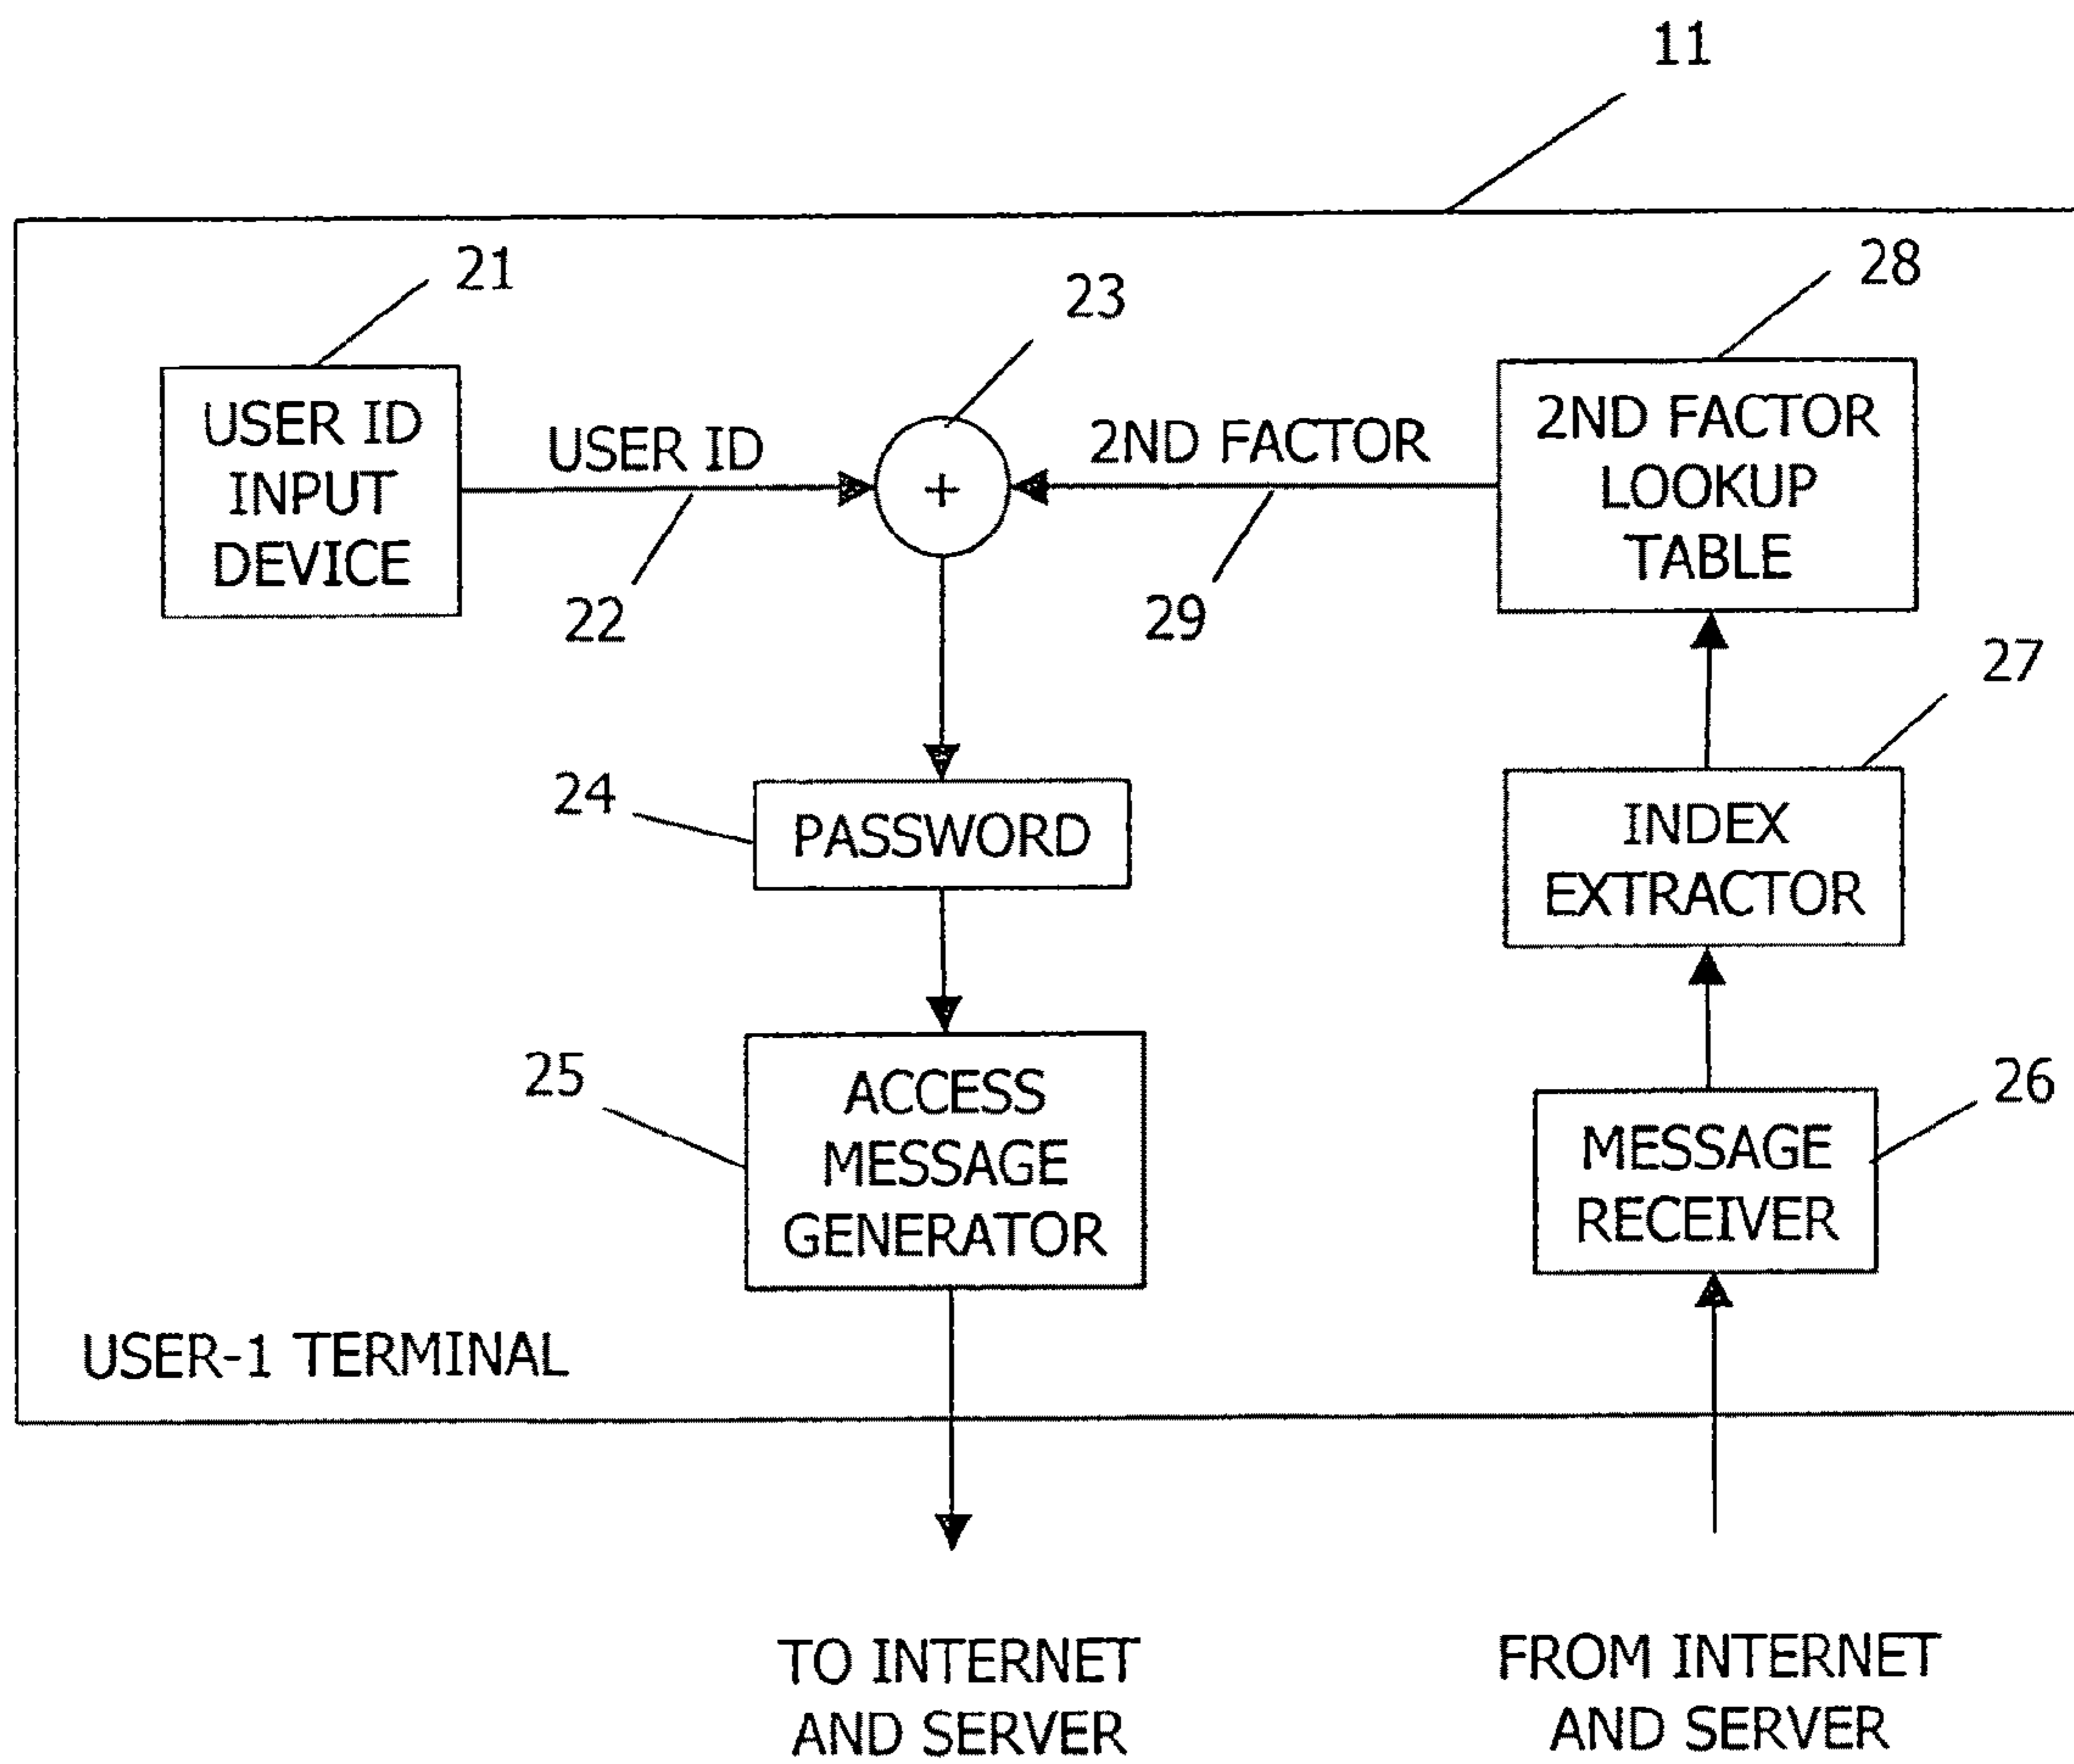 11
21
23
28
USER ID
INPUT
DEVICE
USER ID
22
+
2ND FACTOR
29
2ND FACTOR
LOOKUP
TABLE
27
24
PASSWORD
INDEX
EXTRACTOR
25
ACCESS
MESSAGE
GENERATOR
26
MESSAGE
RECEIVER
USER-1 TERMINAL
TO INTERNET
AND SERVER
FROM INTERNET
AND SERVER